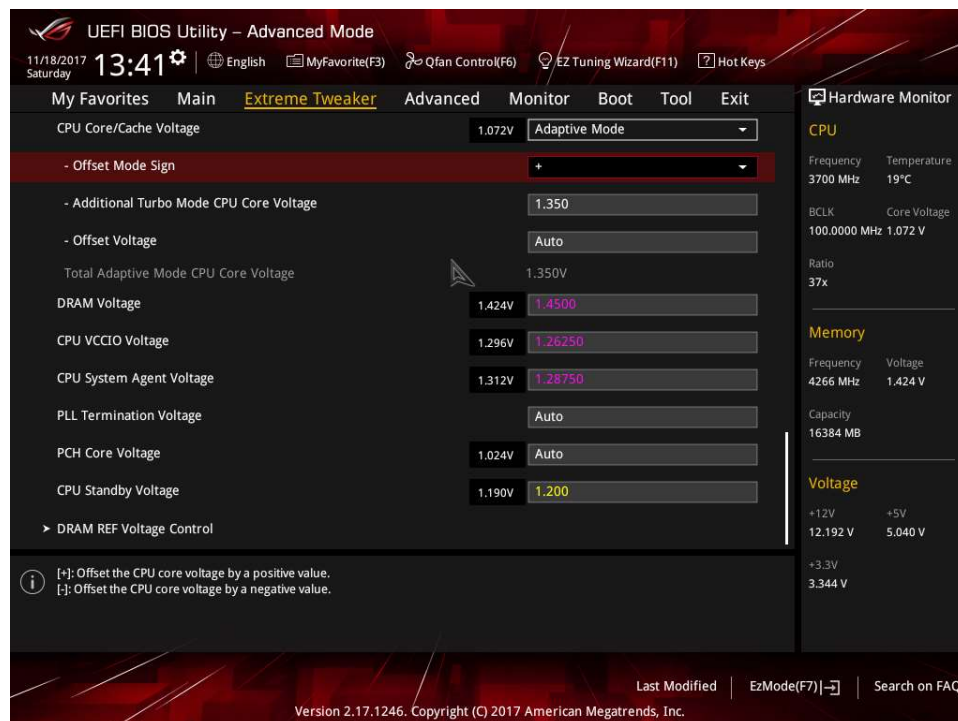 UEFI BIOS Utility – Advanced Mode
11/18/2017 Saturday 13:41 English MyFavorite(F3) Qfan Control(F6) EZ Tuning Wizard(F11) ? Hot Keys
My Favorites Main Extreme Tweaker Advanced Monitor Boot Tool Exit
CPU Core/Cache Voltage 1.072V Adaptive Mode
- Offset Mode Sign +
- Additional Turbo Mode CPU Core Voltage 1.350
- Offset Voltage Auto
Total Adaptive Mode CPU Core Voltage 1.350V
DRAM Voltage 1.424V 1.4500
CPU VCCIO Voltage 1.296V 1.26250
CPU System Agent Voltage 1.312V 1.28750
PLL Termination Voltage Auto
PCH Core Voltage 1.024V Auto
CPU Standby Voltage 1.190V 1.200
> DRAM REF Voltage Control
[+]: Offset the CPU core voltage by a positive value.
[-]: Offset the CPU core voltage by a negative value.
Hardware Monitor
CPU
Frequency Temperature
3700 MHz 19°C
BCLK Core Voltage
100.0000 MHz 1.072 V
Ratio
37x
Memory
Frequency Voltage
4266 MHz 1.424 V
Capacity
16384 MB
Voltage
+12V +5V
12.192 V 5.040 V
+3.3V
3.344 V
Last Modified EzMode(F7) Search on FAQ
Version 2.17.1246. Copyright (C) 2017 American Megatrends, Inc.